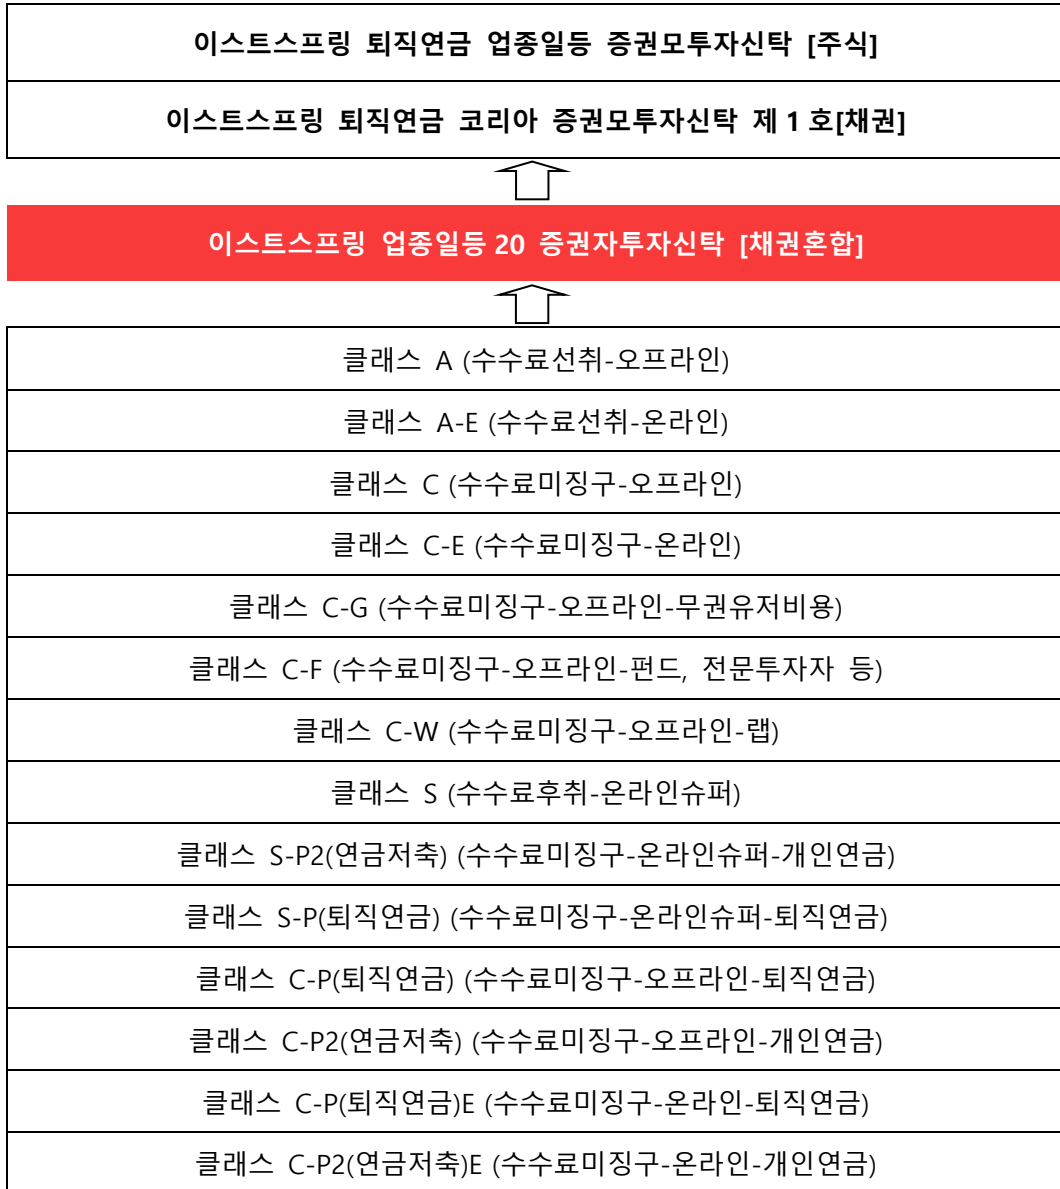 이스트스프링 퇴직연금 업종일등 증권모투자신탁 [주식]
이스트스프링 퇴직연금 코리아 증권모투자신탁 제 1 호[채권]
이스트스프링 업종일등 20 증권자투자신탁 [채권혼합]
클래스 A (수수료선취-오프라인)
클래스 A-E (수수료선취-온라인)
클래스 C (수수료미징구-오프라인)
클래스 C-E (수수료미징구-온라인)
클래스 C-G (수수료미징구-오프라인-무권유저비용)
클래스 C-F (수수료미징구-오프라인-펀드, 전문투자자 등)
클래스 C-W (수수료미징구-오프라인-랩)
클래스 S (수수료후취-온라인슈퍼)
클래스 S-P2(연금저축) (수수료미징구-온라인슈퍼-개인연금)
클래스 S-P(퇴직연금) (수수료미징구-온라인슈퍼-퇴직연금)
클래스 C-P(퇴직연금) (수수료미징구-오프라인-퇴직연금)
클래스 C-P2(연금저축) (수수료미징구-오프라인-개인연금)
클래스 C-P(퇴직연금)E (수수료미징구-온라인-퇴직연금)
클래스 C-P2(연금저축)E (수수료미징구-온라인-개인연금)